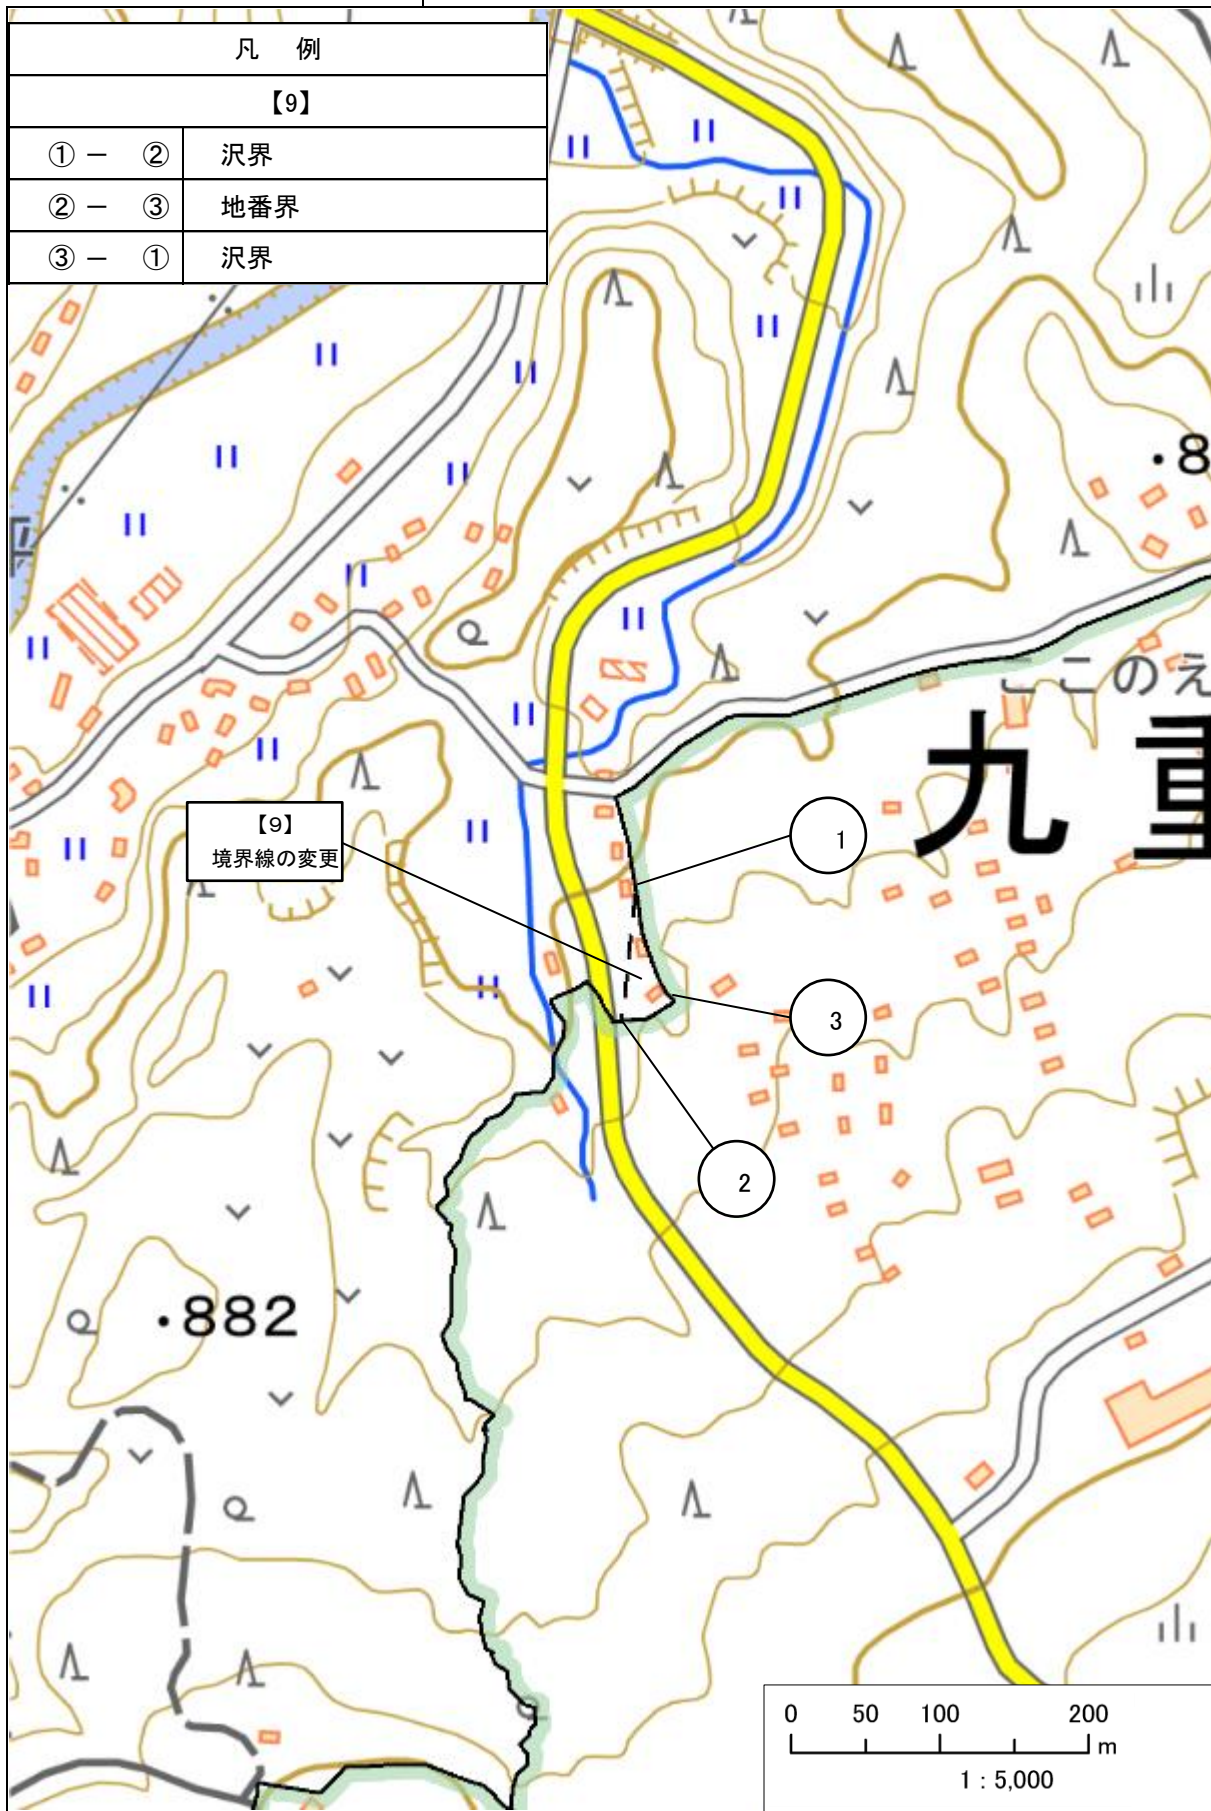 凡　例
【9】
① － ② 沢界
② － ③ 地番界
③ － ① 沢界
・8
ここのえ
九 重
【9】
境界線の変更
1
3
2
・882
0 50 100 200
m
1 : 5,000